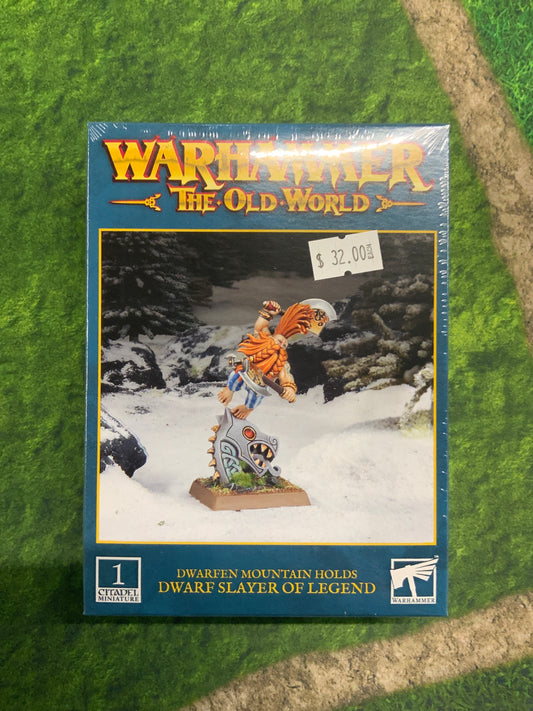 WARHAMMER
THE • OLD • WORLD
$ 32.00
DWARFEN MOUNTAIN HOLDS
DWARF SLAYER OF LEGEND
1
CITADEL
MINIATURE
WARHAMMER